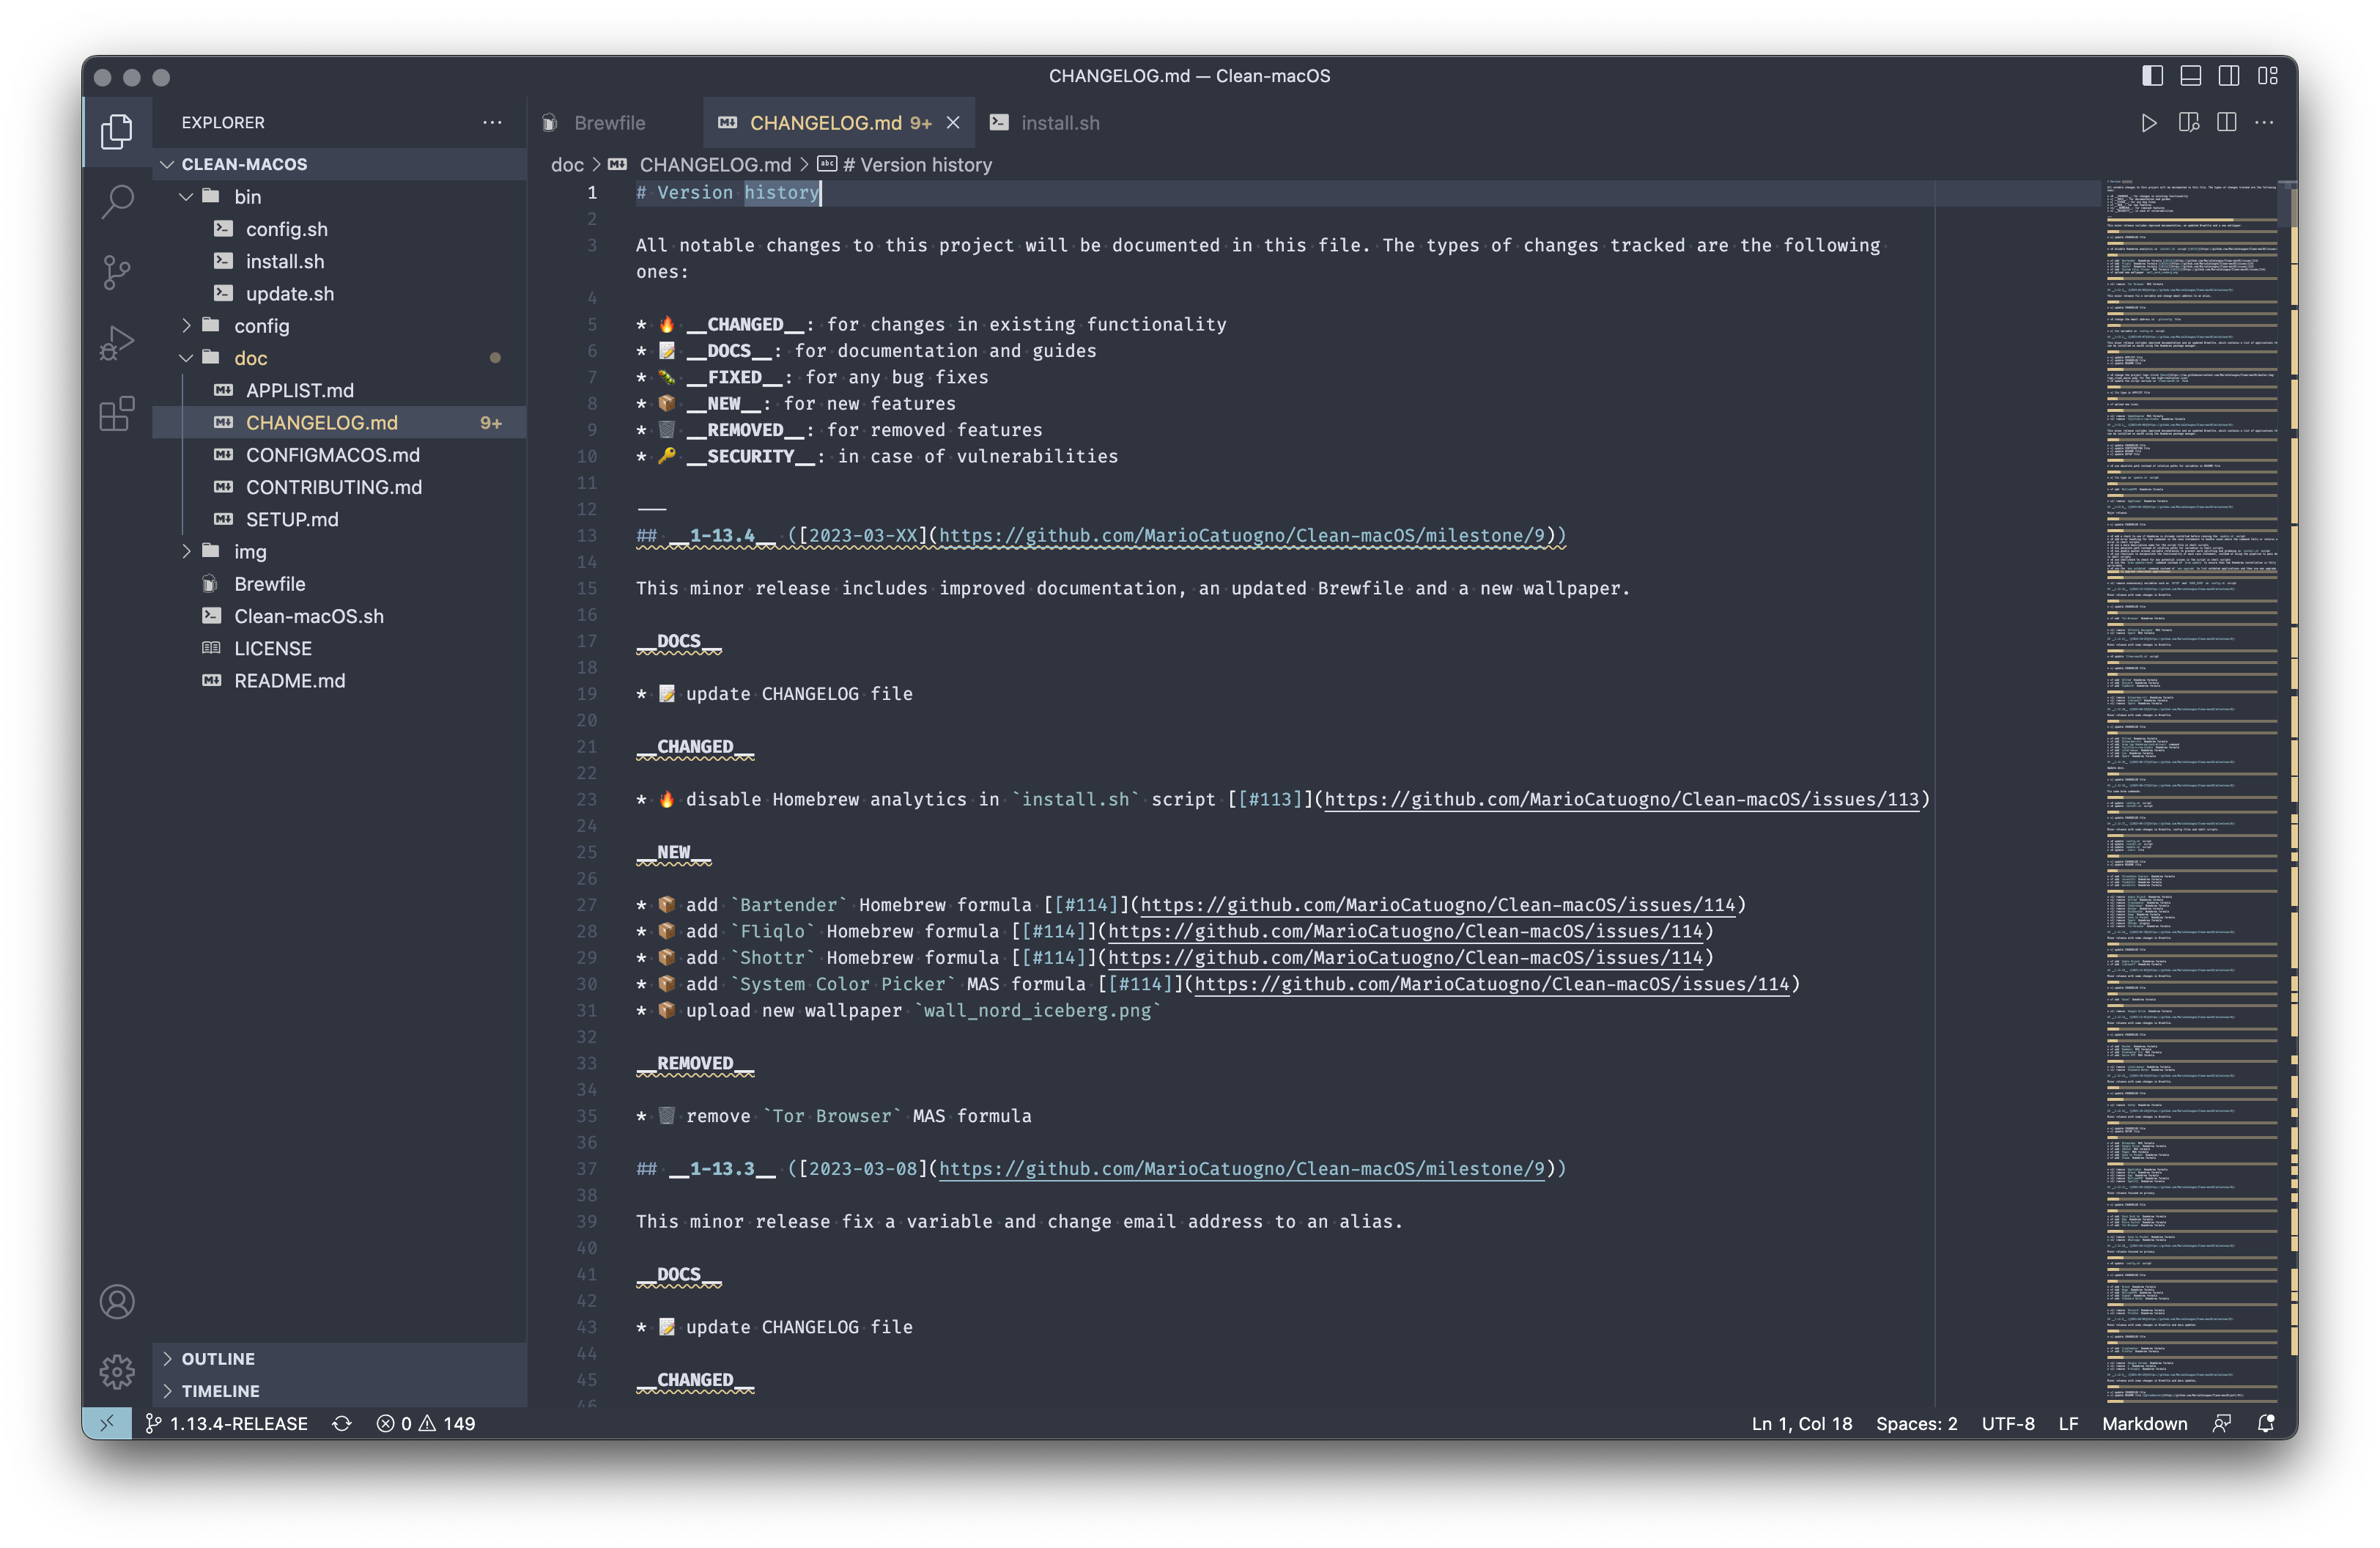 CHANGELOG.md — Clean-macOS
EXPLORER
CLEAN-MACOS
bin
config.sh
install.sh
update.sh
config
doc
APPLIST.md
CHANGELOG.md 9+
CONFIGMACOS.md
CONTRIBUTING.md
SETUP.md
img
Brewfile
Clean-macOS.sh
LICENSE
README.md
OUTLINE
TIMELINE
Brewfile
CHANGELOG.md 9+
install.sh
doc > CHANGELOG.md > # Version history
1 # Version history
2
3 All notable changes to this project will be documented in this file. The types of changes tracked are the following
ones:
4
5 * 🔥 __CHANGED__: for changes in existing functionality
6 * 📝 __DOCS__: for documentation and guides
7 * 🐛 __FIXED__: for any bug fixes
8 * 📦 __NEW__: for new features
9 * 🗑 __REMOVED__: for removed features
10 * 🔑 __SECURITY__: in case of vulnerabilities
11
12 ---
13 ## __1-13.4__ ([2023-03-XX](https://github.com/MarioCatuogno/Clean-macOS/milestone/9))
14
15 This minor release includes improved documentation, an updated Brewfile and a new wallpaper.
16
17 __DOCS__
18
19 * 📝 update CHANGELOG file
20
21 __CHANGED__
22
23 * 🔥 disable Homebrew analytics in `install.sh` script [[#113]](https://github.com/MarioCatuogno/Clean-macOS/issues/113)
24
25 __NEW__
26
27 * 📦 add `Bartender` Homebrew formula [[#114]](https://github.com/MarioCatuogno/Clean-macOS/issues/114)
28 * 📦 add `Fliqlo` Homebrew formula [[#114]](https://github.com/MarioCatuogno/Clean-macOS/issues/114)
29 * 📦 add `Shottr` Homebrew formula [[#114]](https://github.com/MarioCatuogno/Clean-macOS/issues/114)
30 * 📦 add `System Color Picker` MAS formula [[#114]](https://github.com/MarioCatuogno/Clean-macOS/issues/114)
31 * 📦 upload new wallpaper `wall_nord_iceberg.png`
32
33 __REMOVED__
34
35 * 🗑 remove `Tor Browser` MAS formula
36
37 ## __1-13.3__ ([2023-03-08](https://github.com/MarioCatuogno/Clean-macOS/milestone/9))
38
39 This minor release fix a variable and change email address to an alias.
40
41 __DOCS__
42
43 * 📝 update CHANGELOG file
44
45 __CHANGED__
46
1.13.4-RELEASE 0 149
Ln 1, Col 18 Spaces: 2 UTF-8 LF Markdown